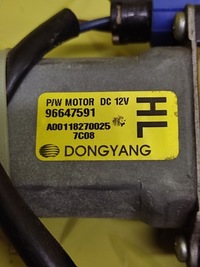 P/W MOTOR DC 12V
96647591
A00118270025
7C08
HL
DONGYANG